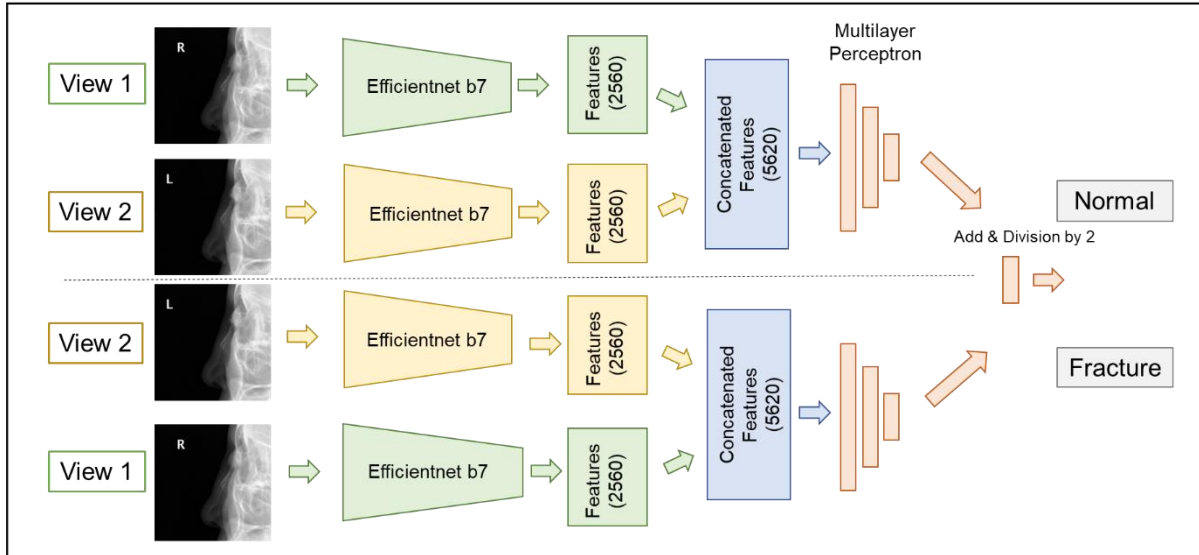 Multilayer
Perceptron
View 1
R
Efficientnet b7
Features
(2560)
Concatenated
Features
(5620)
View 2
L
Efficientnet b7
Features
(2560)
Normal
Add & Division by 2
View 2
L
Efficientnet b7
Features
(2560)
Concatenated
Features
(5620)
Fracture
View 1
R
Efficientnet b7
Features
(2560)